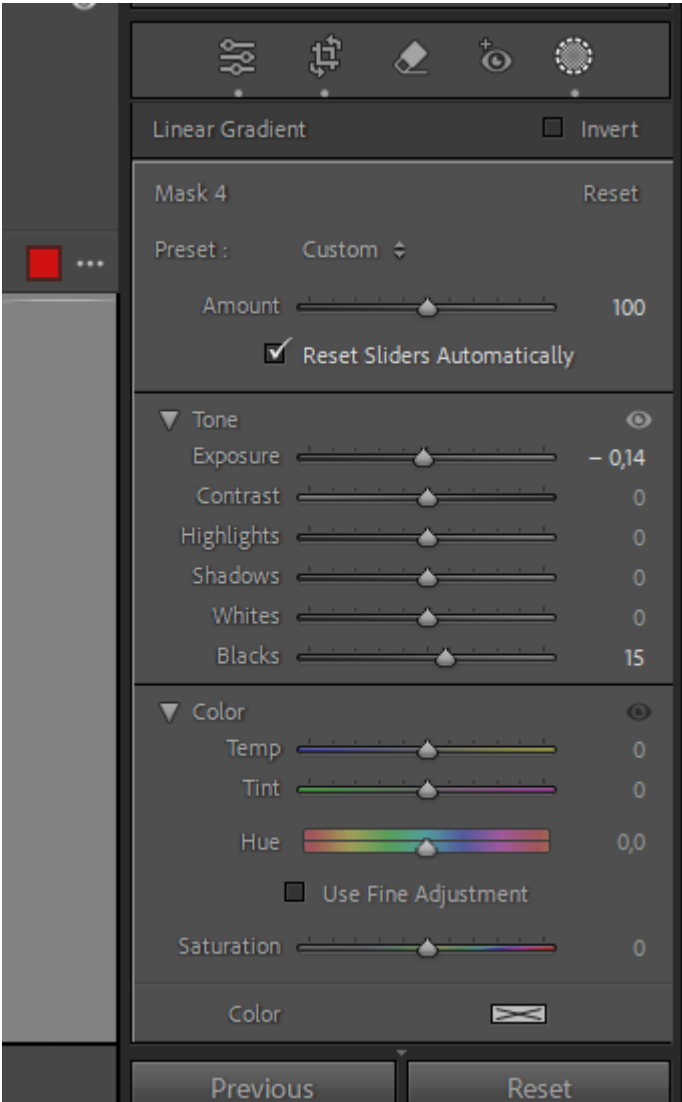 Linear Gradient Invert
Mask 4 Reset
Preset : Custom
Amount 100
Reset Sliders Automatically
Tone
Exposure – 0,14
Contrast 0
Highlights 0
Shadows 0
Whites 0
Blacks 15
Color
Temp 0
Tint 0
Hue 0,0
Use Fine Adjustment
Saturation 0
Color
Previous Reset